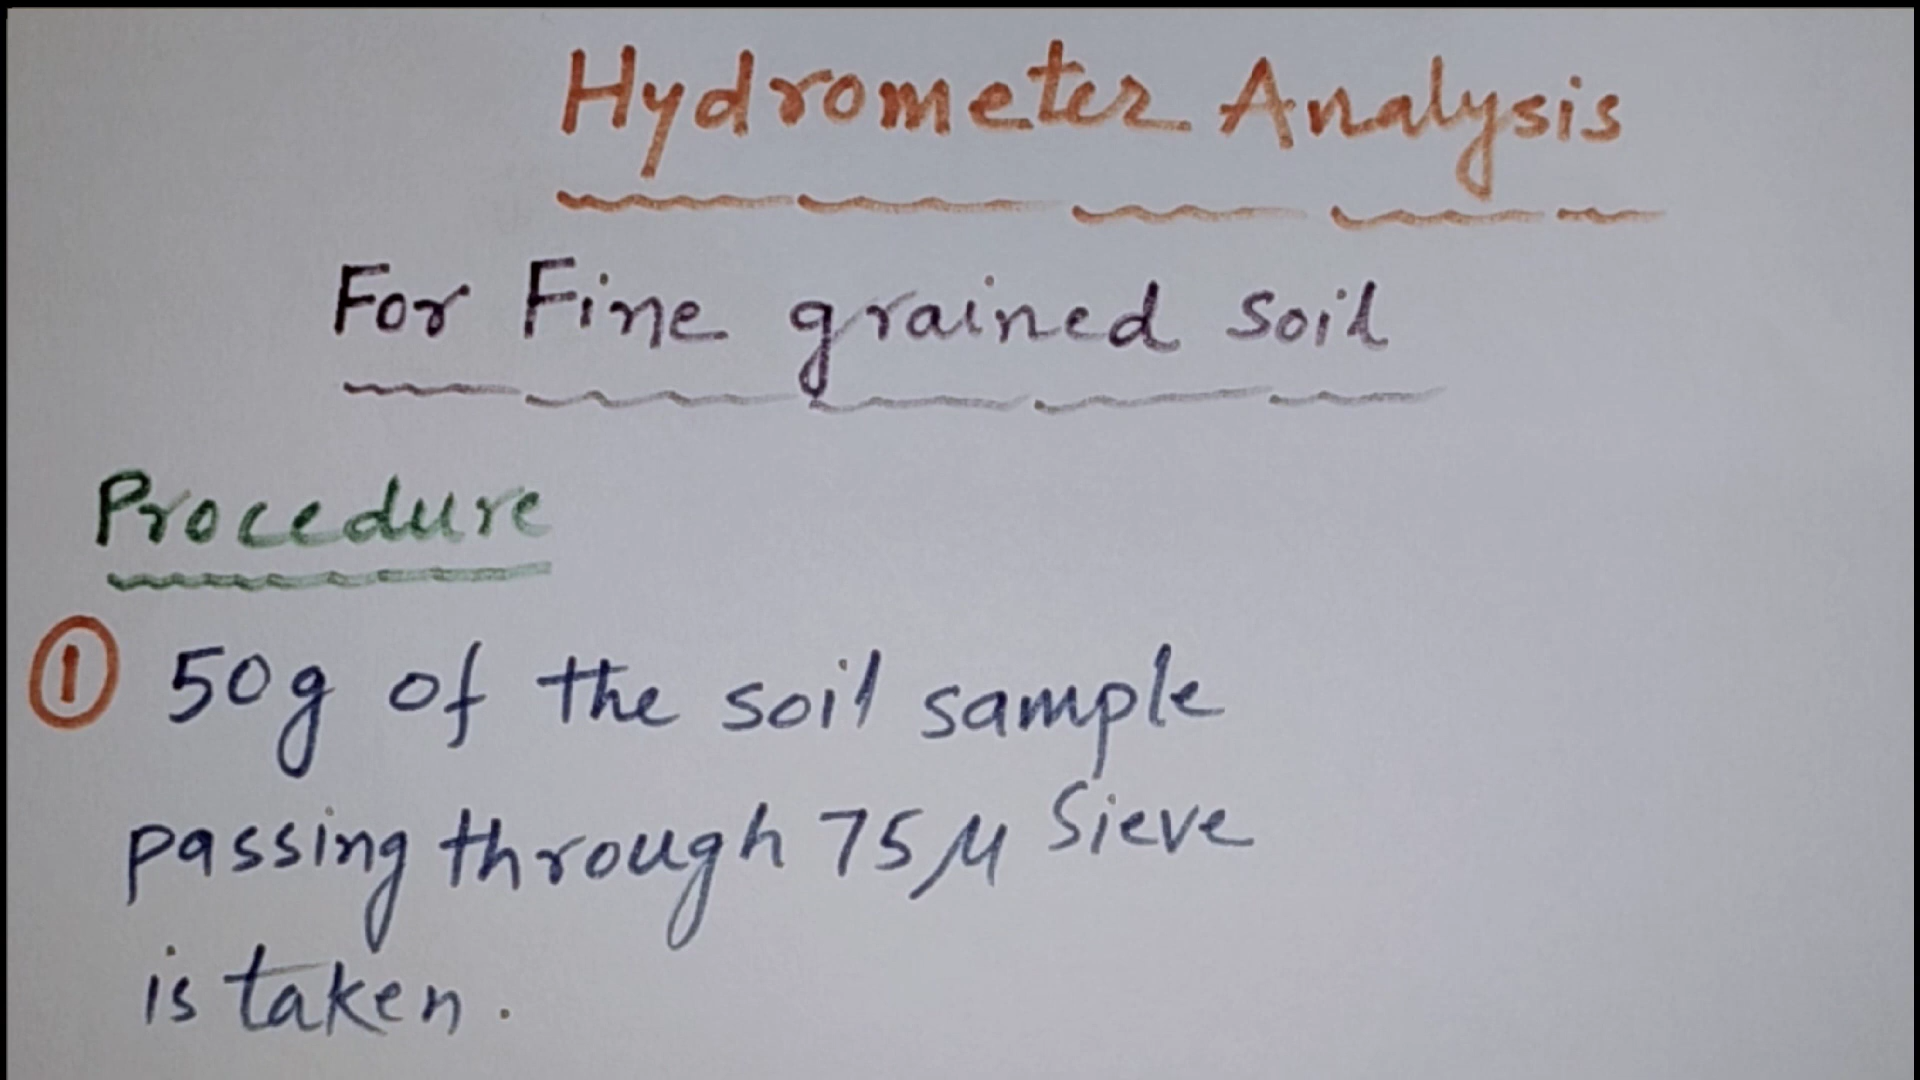 Hydrometer Analysis
For Fine grained soil
Procedure
① 50g of the soil sample
passing through 75μ Sieve
is taken.